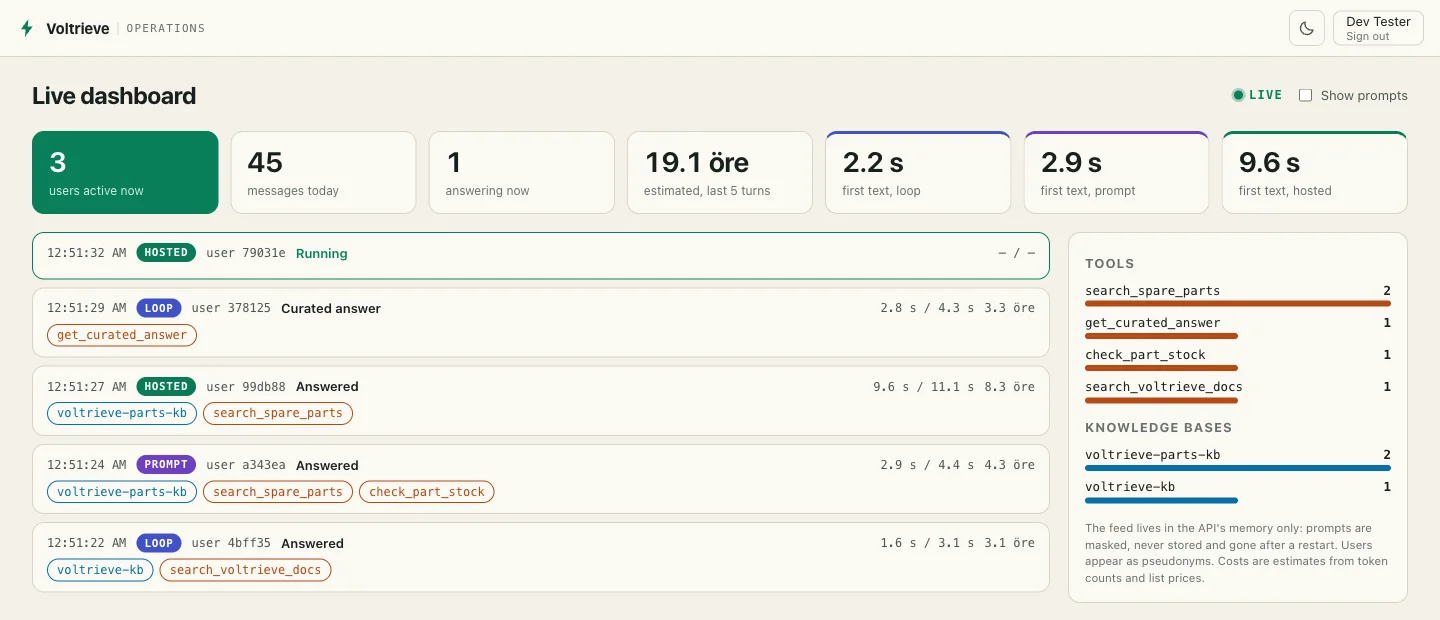 Voltrieve OPERATIONS
Dev Tester
Sign out
Live dashboard
LIVE Show prompts
3
users active now
45
messages today
1
answering now
19.1 öre
estimated, last 5 turns
2.2 s
first text, loop
2.9 s
first text, prompt
9.6 s
first text, hosted
12:51:32 AM HOSTED user 79031e Running – / –
12:51:29 AM LOOP user 378125 Curated answer 2.8 s / 4.3 s 3.3 öre
get_curated_answer
12:51:27 AM HOSTED user 99db88 Answered 9.6 s / 11.1 s 8.3 öre
voltrieve-parts-kb search_spare_parts
12:51:24 AM PROMPT user a343ea Answered 2.9 s / 4.4 s 4.3 öre
voltrieve-parts-kb search_spare_parts check_part_stock
12:51:22 AM LOOP user 4bff35 Answered 1.6 s / 3.1 s 3.1 öre
voltrieve-kb search_voltrieve_docs
TOOLS
search_spare_parts 2
get_curated_answer 1
check_part_stock 1
search_voltrieve_docs 1
KNOWLEDGE BASES
voltrieve-parts-kb 2
voltrieve-kb 1
The feed lives in the API's memory only: prompts are
masked, never stored and gone after a restart. Users
appear as pseudonyms. Costs are estimates from token
counts and list prices.